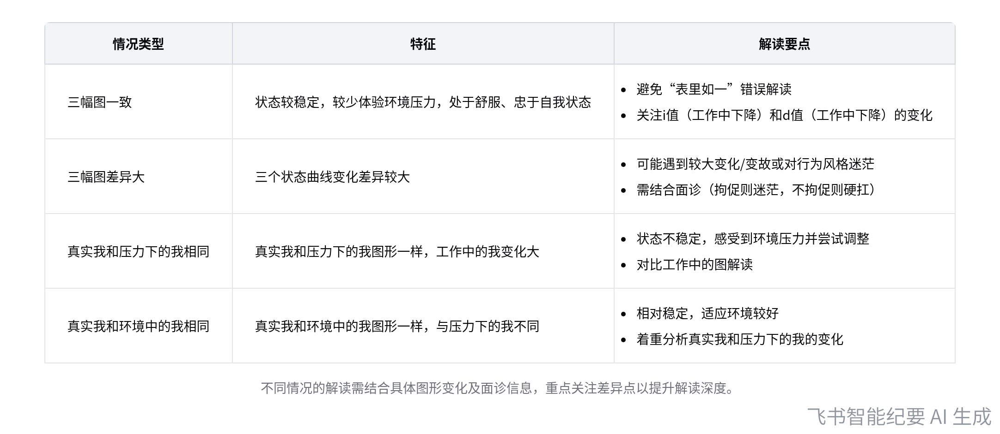 情况类型
特征
解读要点
三幅图一致
状态较稳定，较少体验环境压力，处于舒服、忠于自我状态
• 避免“表里如一”错误解读
• 关注i值（工作中下降）和d值（工作中下降）的变化
三幅图差异大
三个状态曲线变化差异较大
• 可能遇到较大变化/变故或对行为风格迷茫
• 需结合面诊（拘促则迷茫，不拘促则硬扛）
真实我和压力下的我相同
真实我和压力下的我图形一样，工作中的我变化大
• 状态不稳定，感受到环境压力并尝试调整
• 对比工作中的图解读
真实我和环境中的我相同
真实我和环境中的我图形一样，与压力下的我不同
• 相对稳定，适应环境较好
• 着重分析真实我和压力下的我的变化
不同情况的解读需结合具体图形变化及面诊信息，重点关注差异点以提升解读深度。
飞书智能纪要 AI 生成